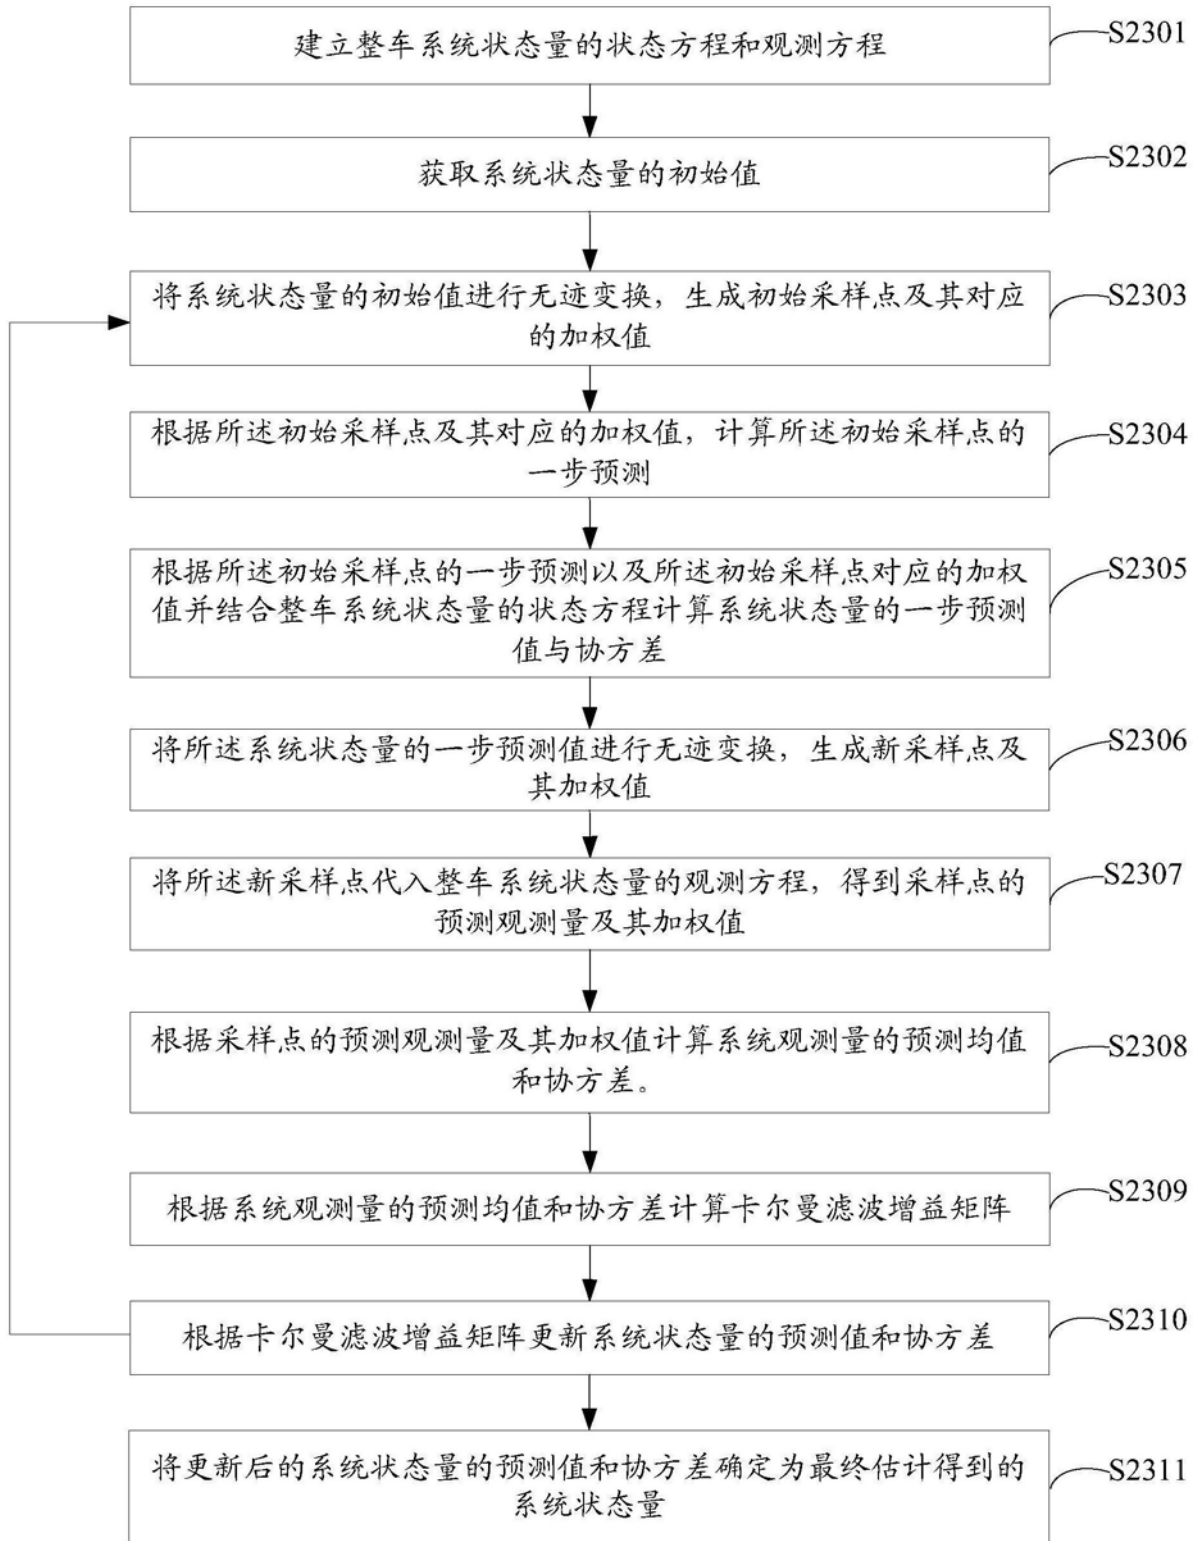 建立整车系统状态量的状态方程和观测方程
S2301
获取系统状态量的初始值
S2302
将系统状态量的初始值进行无迹变换，生成初始采样点及其对应
的加权值
S2303
根据所述初始采样点及其对应的加权值，计算所述初始采样点的
一步预测
S2304
根据所述初始采样点的一步预测以及所述初始采样点对应的加权
值并结合整车系统状态量的状态方程计算系统状态量的一步预测
值与协方差
S2305
将所述系统状态量的一步预测值进行无迹变换，生成新采样点及
其加权值
S2306
将所述新采样点代入整车系统状态量的观测方程，得到采样点的
预测观测量及其加权值
S2307
根据采样点的预测观测量及其加权值计算系统观测量的预测均值
和协方差。
S2308
根据系统观测量的预测均值和协方差计算卡尔曼滤波增益矩阵
S2309
根据卡尔曼滤波增益矩阵更新系统状态量的预测值和协方差
S2310
将更新后的系统状态量的预测值和协方差确定为最终估计得到的
系统状态量
S2311